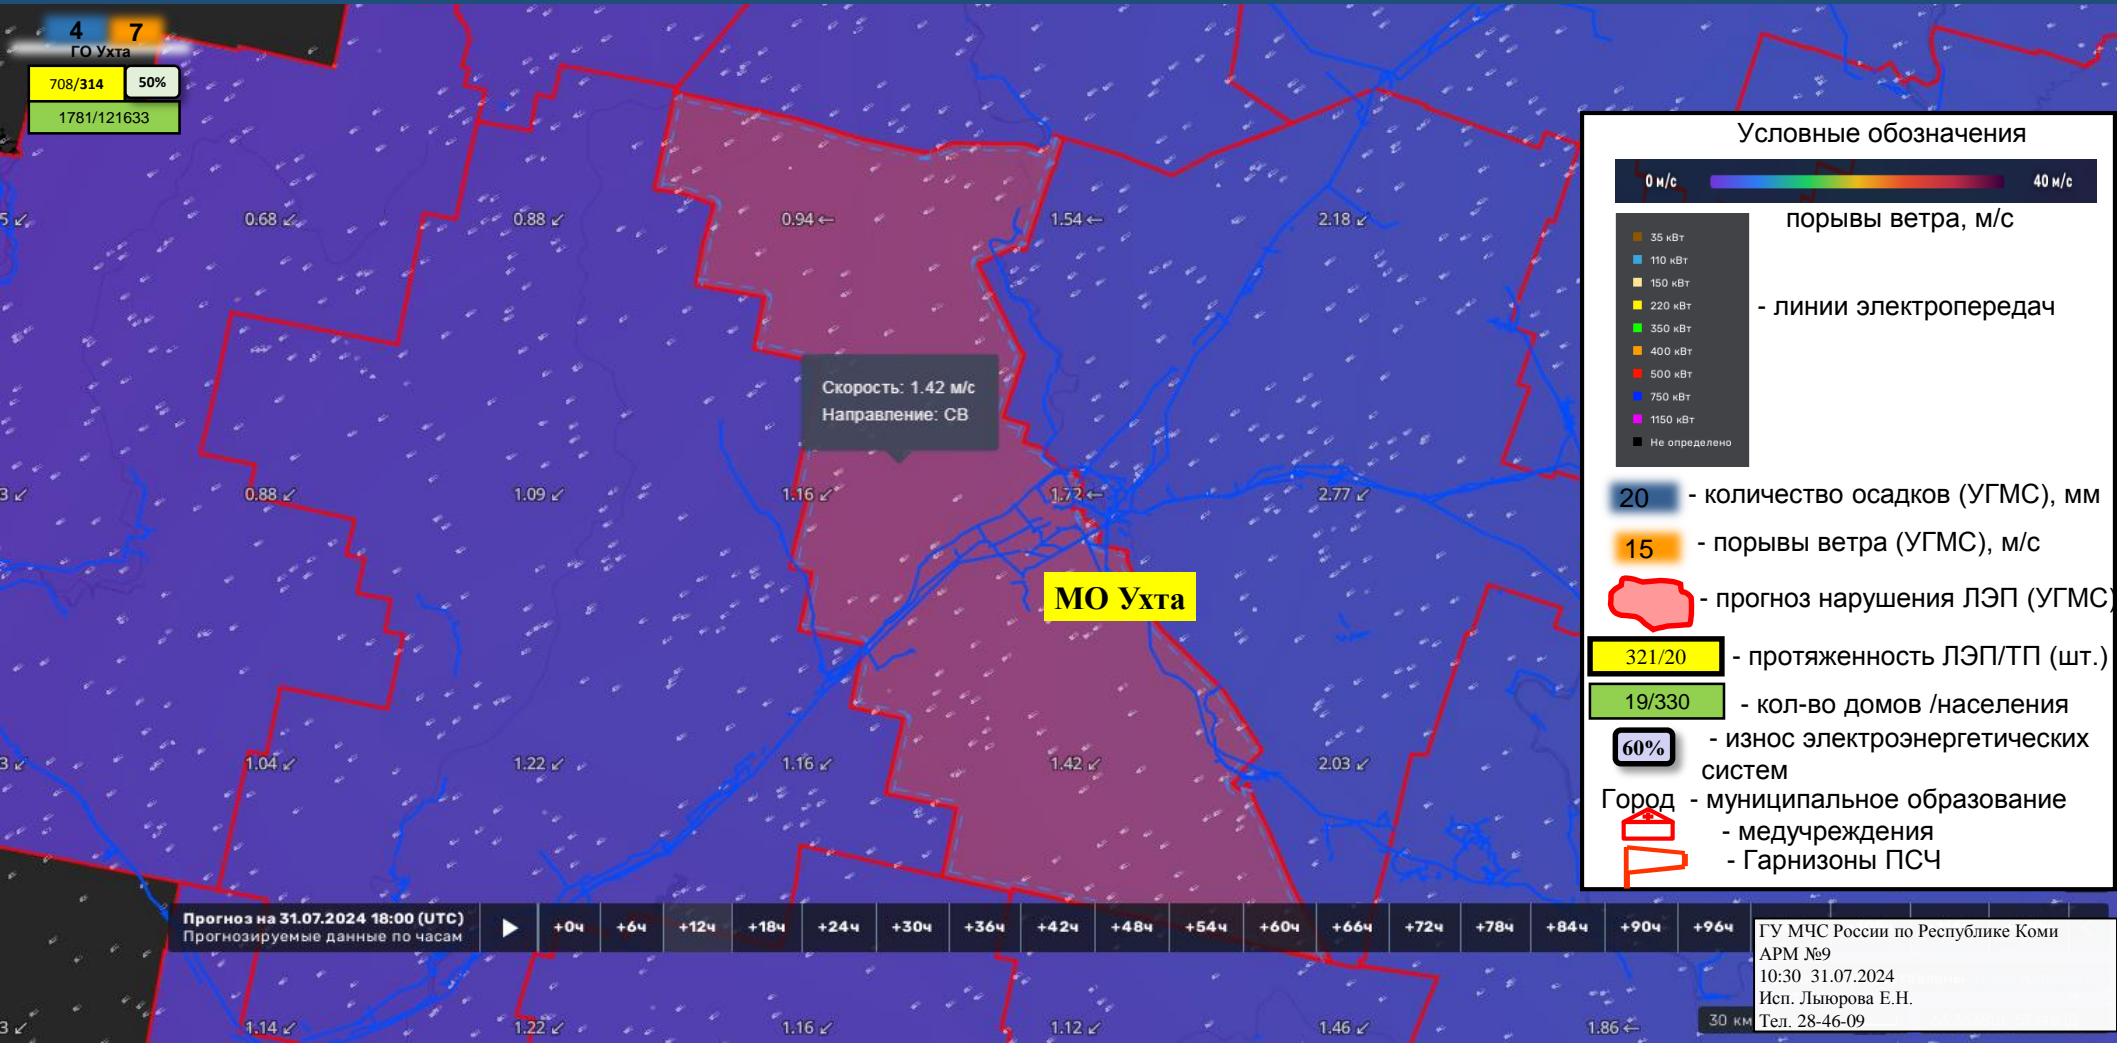 4 7
ГО Ухта
708/314 50%
1781/121633
5 ↙ 0.68 ↙ 0.88 ↙ 0.94 ← 1.54 ← 2.18 ↙
Скорость: 1.42 м/с
Направление: СВ
3 ↙ 0.88 ↙ 1.09 ↙ 1.16 ↙ 1.72 ← 2.77 ↙
МО Ухта
3 ↙ 1.04 ↙ 1.22 ↙ 1.16 ↙ 1.42 ↙ 2.03 ↙
3 ↙ 1.14 ↙ 1.22 ↙ 1.16 ↙ 1.12 ↙ 1.46 ↙ 1.86 ←
Условные обозначения
0 м/с 40 м/с
порывы ветра, м/с
35 кВт
110 кВт
150 кВт
220 кВт
350 кВт
400 кВт
500 кВт
750 кВт
1150 кВт
Не определено
- линии электропередач
20 - количество осадков (УГМС), мм
15 - порывы ветра (УГМС), м/с
- прогноз нарушения ЛЭП (УГМС)
321/20 - протяженность ЛЭП/ТП (шт.)
19/330 - кол-во домов /населения
60% - износ электроэнергетических
систем
Город - муниципальное образование
- медучреждения
- Гарнизоны ПСЧ
Прогноз на 31.07.2024 18:00 (UTC)
Прогнозируемые данные по часам
+0ч +6ч +12ч +18ч +24ч +30ч +36ч +42ч +48ч +54ч +60ч +66ч +72ч +78ч +84ч +90ч +96ч
30 км
ГУ МЧС России по Республике Коми
АРМ №9
10:30 31.07.2024
Исп. Лыюрова Е.Н.
Тел. 28-46-09